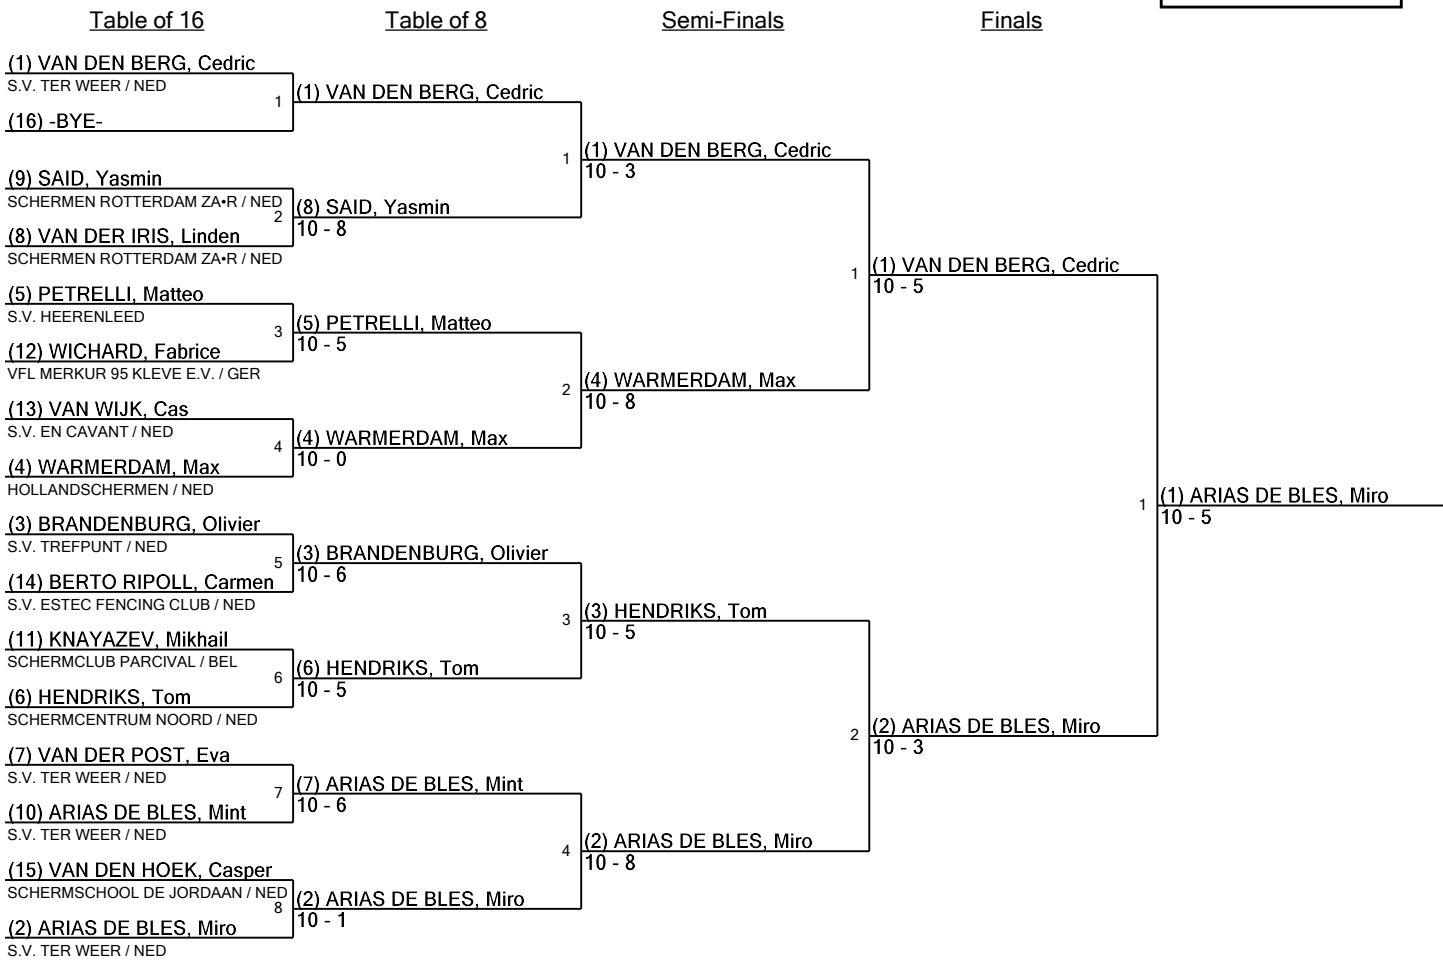 Table of 16
Table of 8
Semi-Finals
Finals
(1) VAN DEN BERG, Cedric
S.V. TER WEER / NED
1
(16) -BYE-
(9) SAID, Yasmin
SCHERMEN ROTTERDAM ZA•R / NED
2
(8) VAN DER IRIS, Linden
SCHERMEN ROTTERDAM ZA•R / NED
(5) PETRELLI, Matteo
S.V. HEERENLEED
3
(12) WICHARD, Fabrice
VFL MERKUR 95 KLEVE E.V. / GER
(13) VAN WIJK, Cas
S.V. EN CAVANT / NED
4
(4) WARMERDAM, Max
HOLLANDSCHERMEN / NED
(3) BRANDENBURG, Olivier
S.V. TREFPUNT / NED
5
(14) BERTO RIPOLL, Carmen
S.V. ESTEC FENCING CLUB / NED
(11) KNAYAZEV, Mikhail
SCHERMCLUB PARCIVAL / BEL
6
(6) HENDRIKS, Tom
SCHERMCENTRUM NOORD / NED
(7) VAN DER POST, Eva
S.V. TER WEER / NED
7
(10) ARIAS DE BLES, Mint
S.V. TER WEER / NED
(15) VAN DEN HOEK, Casper
SCHERMSCHOOL DE JORDAAN / NED
8
(2) ARIAS DE BLES, Miro
S.V. TER WEER / NED
(1) VAN DEN BERG, Cedric
1
(8) SAID, Yasmin
10 - 8
(5) PETRELLI, Matteo
10 - 5
2
(4) WARMERDAM, Max
10 - 0
(3) BRANDENBURG, Olivier
10 - 6
3
(6) HENDRIKS, Tom
10 - 5
(7) ARIAS DE BLES, Mint
10 - 6
4
(2) ARIAS DE BLES, Miro
10 - 1
(1) VAN DEN BERG, Cedric
10 - 3
1
(4) WARMERDAM, Max
10 - 8
(3) HENDRIKS, Tom
10 - 5
2
(2) ARIAS DE BLES, Miro
10 - 8
(1) VAN DEN BERG, Cedric
10 - 5
1
(2) ARIAS DE BLES, Miro
10 - 3
(1) ARIAS DE BLES, Miro
10 - 5